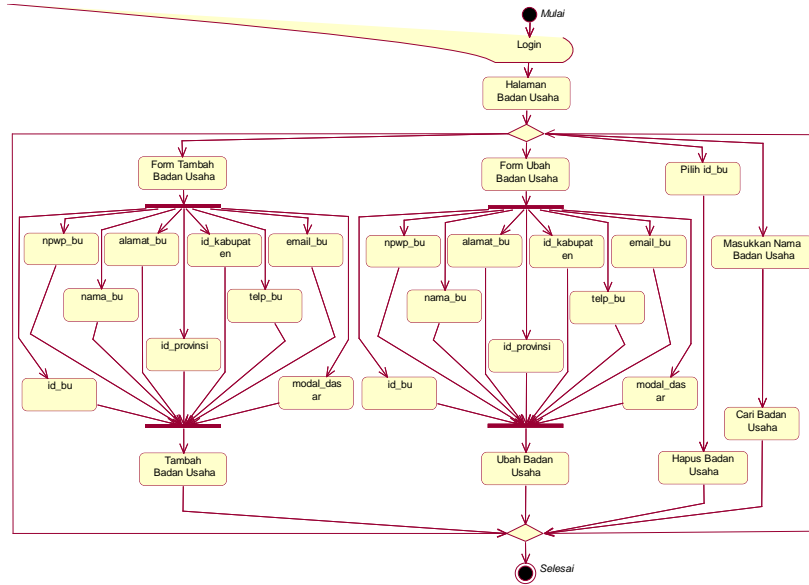 Mulai
Login
Halaman
Badan Usaha
Form Tambah
Badan Usaha
Form Ubah
Badan Usaha
Pilih id_bu
npwp_bu
alamat_bu
id_kabupat
en
email_bu
npwp_bu
alamat_bu
id_kabupat
en
email_bu
Masukkan Nama
Badan Usaha
nama_bu
telp_bu
nama_bu
telp_bu
id_provinsi
id_provinsi
id_bu
modal_das
ar
id_bu
modal_das
ar
Cari Badan
Usaha
Tambah
Badan Usaha
Ubah Badan
Usaha
Hapus Badan
Usaha
Selesai